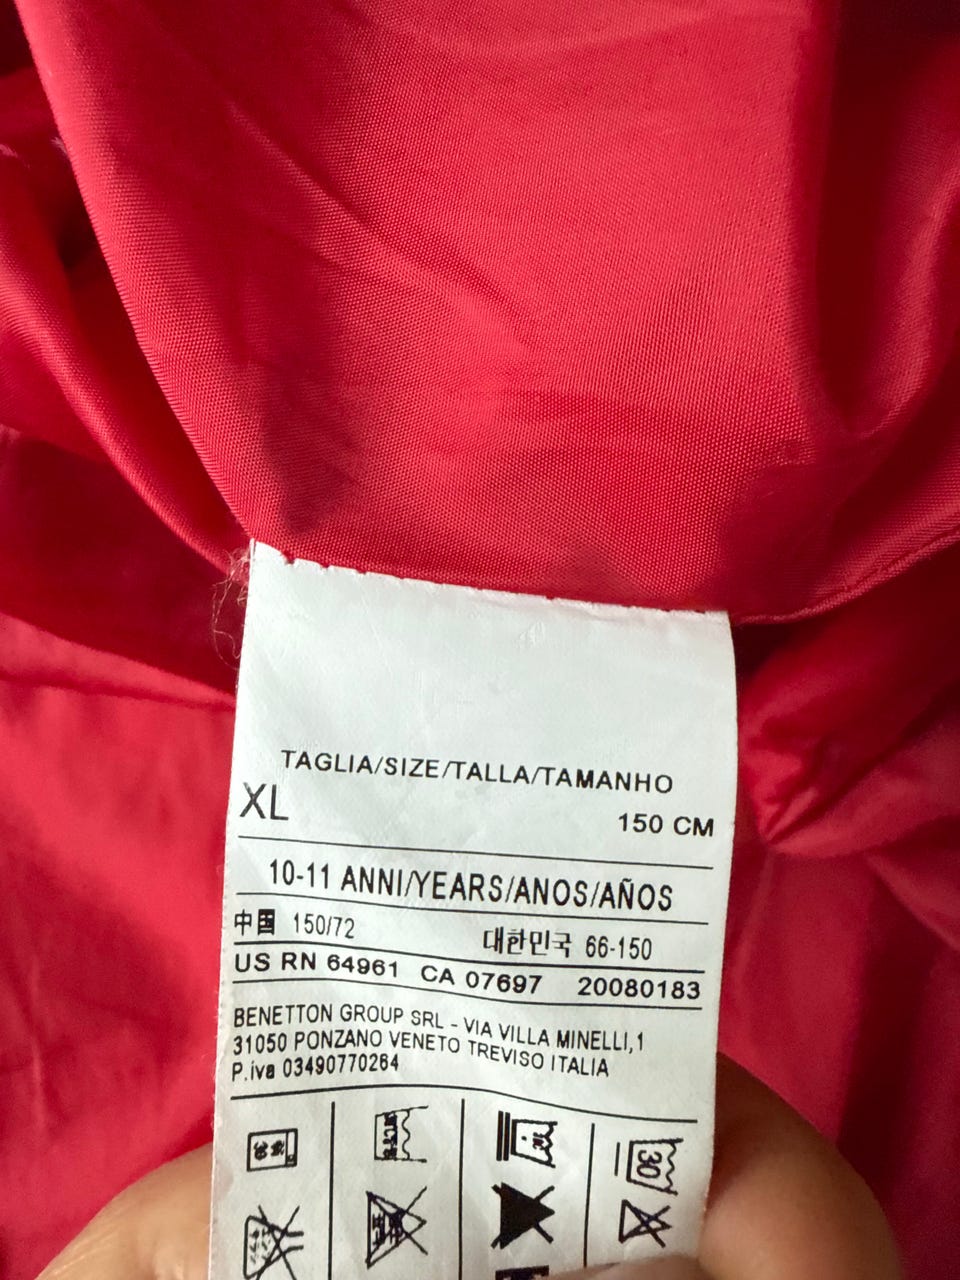 TAGLIA/SIZE/TALLA/TAMANHO
XL 150 CM
10-11 ANNI/YEARS/ANOS/AÑOS
中国 150/72 대한민국 66-150
US RN 64961 CA 07697 20080183
BENETTON GROUP SRL - VIA VILLA MINELLI,1
31050 PONZANO VENETO TREVISO ITALIA
P.iva 03490770264
30